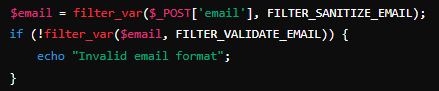 $email = filter_var($_POST['email'], FILTER_SANITIZE_EMAIL);
if (!filter_var($email, FILTER_VALIDATE_EMAIL)) {
    echo "Invalid email format";
}